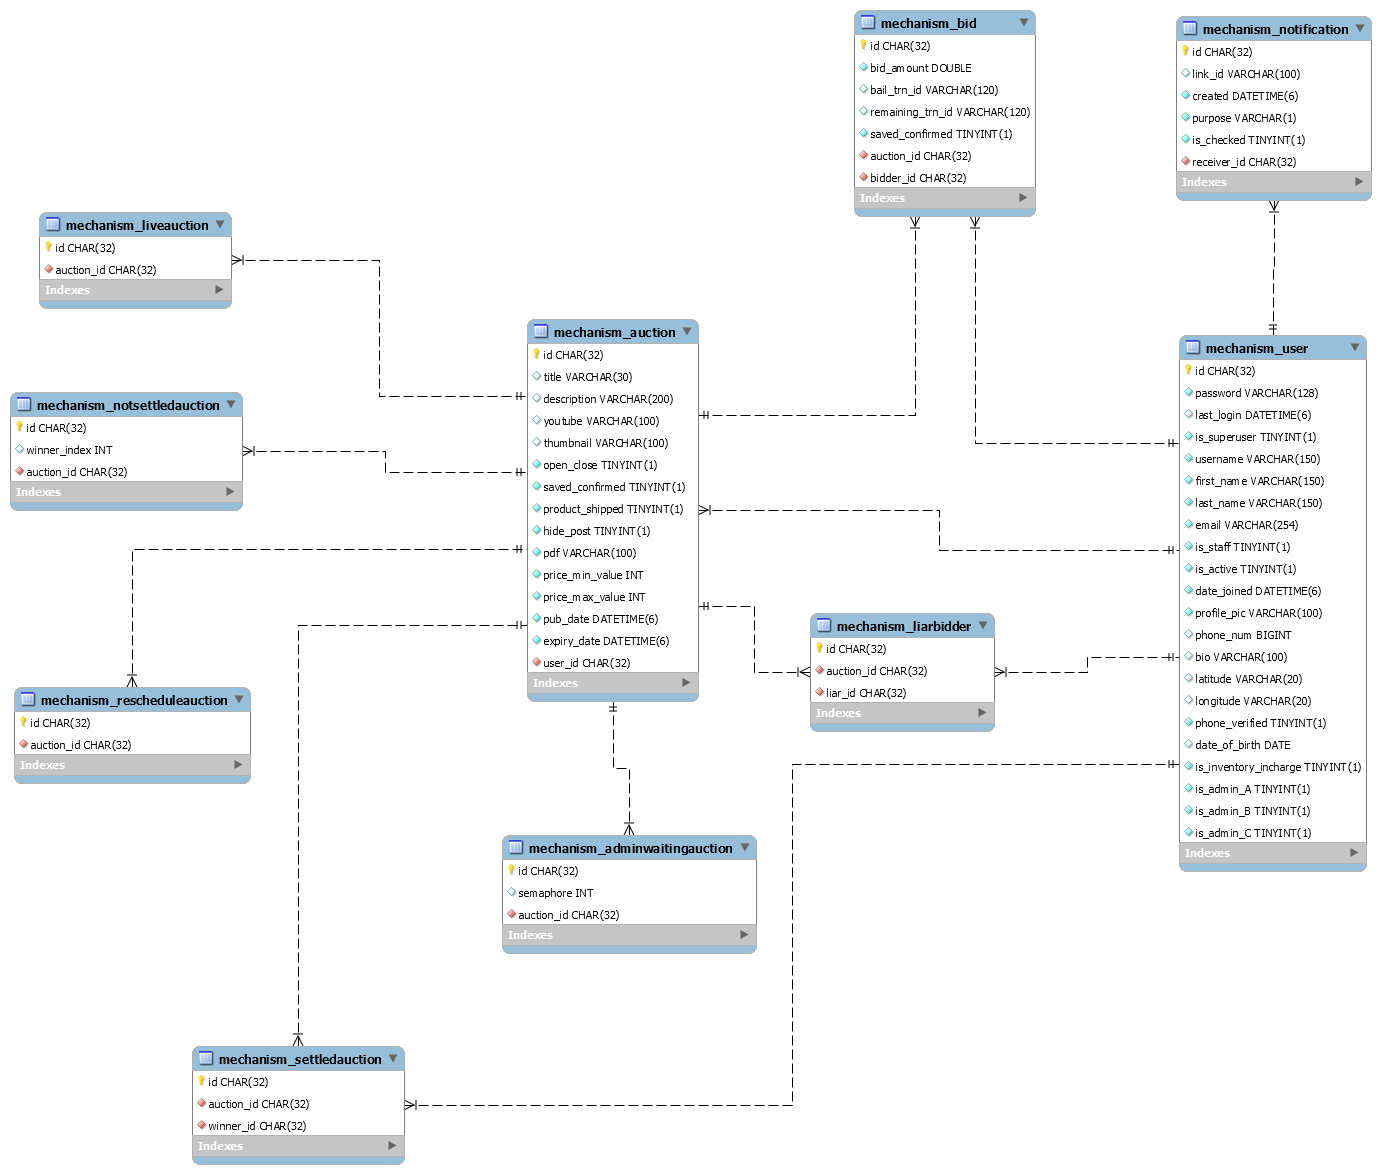 mechanism_bid
id CHAR(32)
bid_amount DOUBLE
bail_trn_id VARCHAR(120)
remaining_trn_id VARCHAR(120)
saved_confirmed TINYINT(1)
auction_id CHAR(32)
bidder_id CHAR(32)
Indexes
mechanism_notification
id CHAR(32)
link_id VARCHAR(100)
created DATETIME(6)
purpose VARCHAR(1)
is_checked TINYINT(1)
receiver_id CHAR(32)
Indexes
mechanism_liveauction
id CHAR(32)
auction_id CHAR(32)
Indexes
mechanism_auction
id CHAR(32)
title VARCHAR(30)
description VARCHAR(200)
youtube VARCHAR(100)
thumbnail VARCHAR(100)
open_close TINYINT(1)
saved_confirmed TINYINT(1)
product_shipped TINYINT(1)
hide_post TINYINT(1)
pdf VARCHAR(100)
price_min_value INT
price_max_value INT
pub_date DATETIME(6)
expiry_date DATETIME(6)
user_id CHAR(32)
Indexes
mechanism_user
id CHAR(32)
password VARCHAR(128)
last_login DATETIME(6)
is_superuser TINYINT(1)
username VARCHAR(150)
first_name VARCHAR(150)
last_name VARCHAR(150)
email VARCHAR(254)
is_staff TINYINT(1)
is_active TINYINT(1)
date_joined DATETIME(6)
profile_pic VARCHAR(100)
phone_num BIGINT
bio VARCHAR(100)
latitude VARCHAR(20)
longitude VARCHAR(20)
phone_verified TINYINT(1)
date_of_birth DATE
is_inventory_incharge TINYINT(1)
is_admin_A TINYINT(1)
is_admin_B TINYINT(1)
is_admin_C TINYINT(1)
Indexes
mechanism_notsettledauction
id CHAR(32)
winner_index INT
auction_id CHAR(32)
Indexes
mechanism_liarbidder
id CHAR(32)
auction_id CHAR(32)
liar_id CHAR(32)
Indexes
mechanism_rescheduleauction
id CHAR(32)
auction_id CHAR(32)
Indexes
mechanism_adminwaitingauction
id CHAR(32)
semaphore INT
auction_id CHAR(32)
Indexes
mechanism_settledauction
id CHAR(32)
auction_id CHAR(32)
winner_id CHAR(32)
Indexes